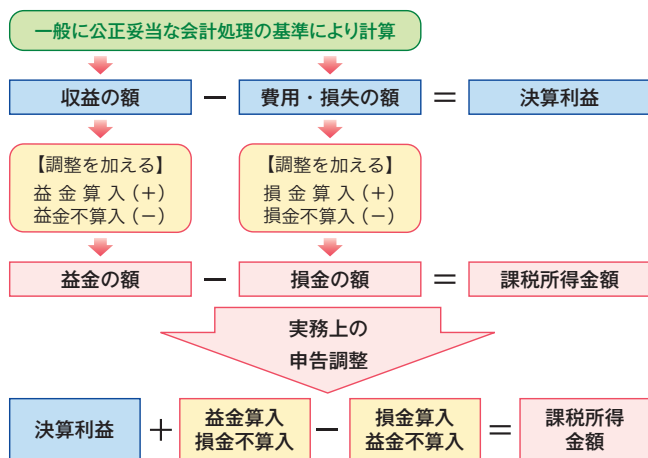 一般に公正妥当な会計処理の基準により計算
収益の額 － 費用・損失の額 ＝ 決算利益
【調整を加える】 【調整を加える】
益金算入（＋） 損金算入（＋）
益金不算入（－） 損金不算入（－）
益金の額 － 損金の額 ＝ 課税所得金額
実務上の
申告調整
決算利益 ＋ 益金算入 損金不算入 － 損金算入 益金不算入 ＝ 課税所得 金額